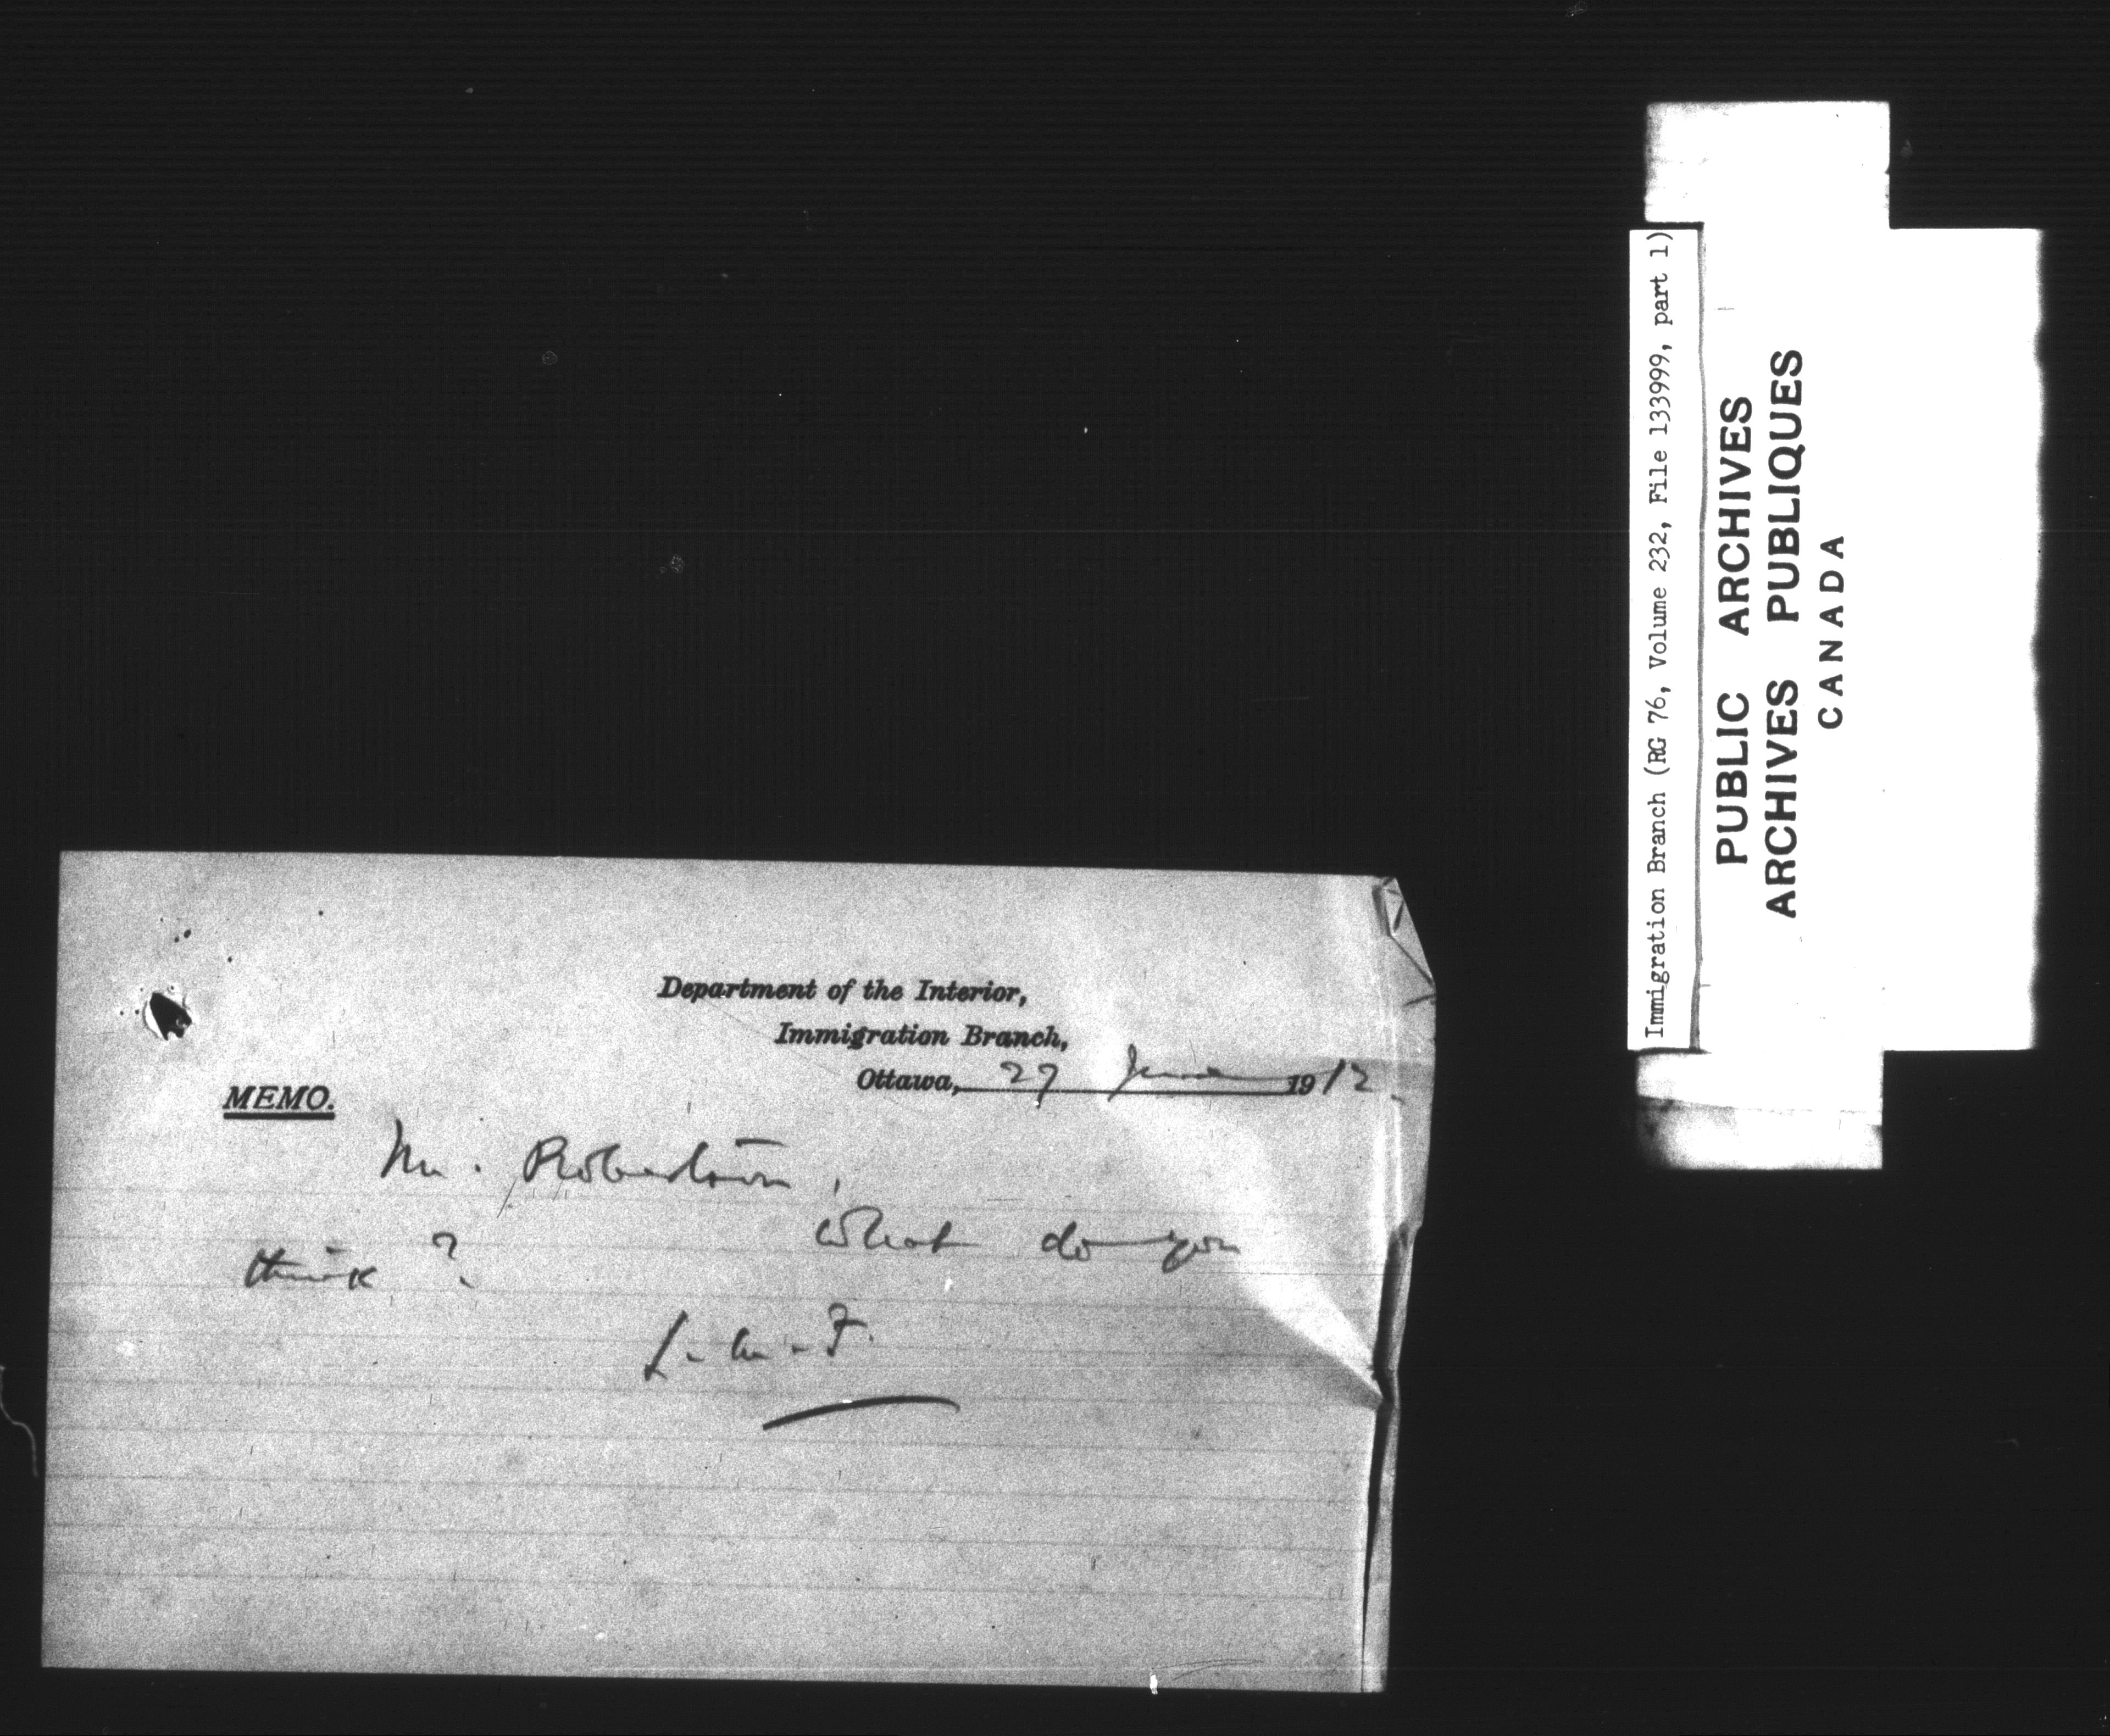 Department of the Interior,
Immigration Branch,
Ottawa, 27 June 1912
MEMO.
Mr. Robertson,
What do you
think ?
L. M. F.
Immigration Branch (RG 76, Volume 232, File 133999, part 1)
PUBLIC ARCHIVES
ARCHIVES PUBLIQUES
CANADA